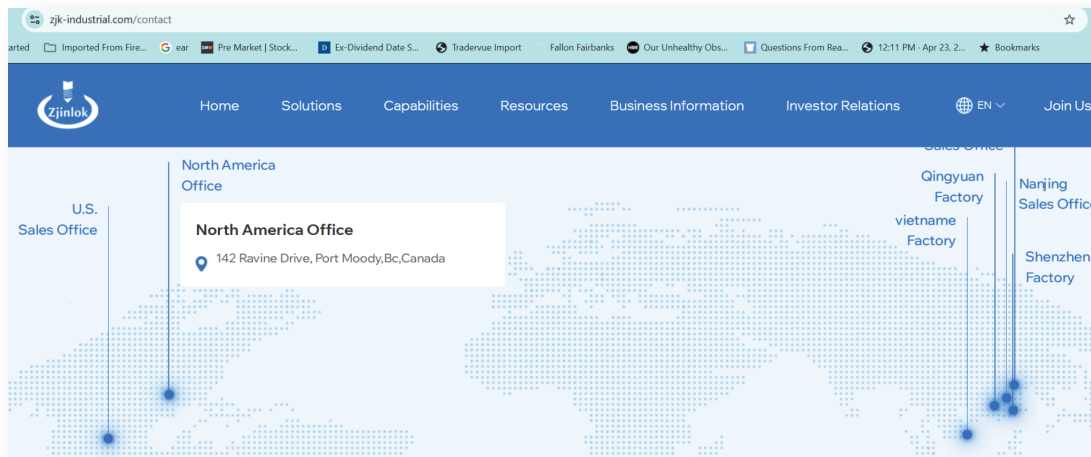 zjk-industrial.com/contact
arted Imported From Fire... ear Pre Market | Stock... Ex-Dividend Date S... Tradervue Import Fallon Fairbanks Our Unhealthy Obs... Questions From Rea... 12:11 PM - Apr 23, 2... Bookmarks
Zjinlok
Home Solutions Capabilities Resources Business Information Investor Relations EN Join Us
Sales Office
North America
Office
U.S.
Sales Office
North America Office
142 Ravine Drive, Port Moody,Bc,Canada
Qingyuan
Factory
Nanjing
Sales Office
vietname
Factory
Shenzhen
Factory